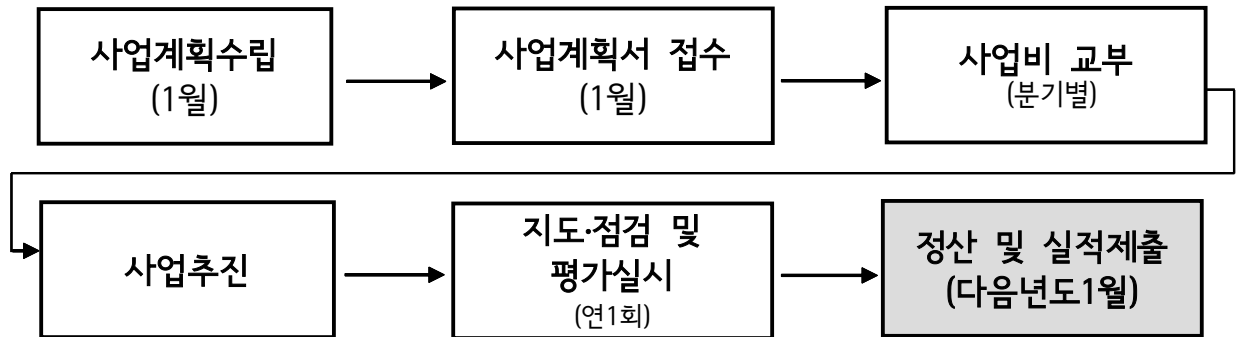 사업계획수립
(1월)
사업계획서 접수
(1월)
사업비 교부
(분기별)
사업추진
지도·점검 및
평가실시
(연1회)
정산 및 실적제출
(다음년도1월)